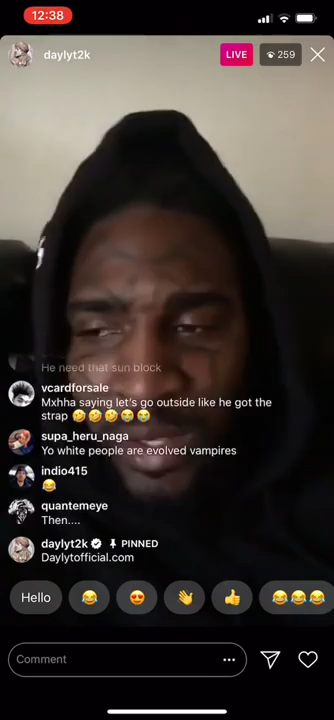 12:38
daylyt2k
LIVE
259
He need that sun block
vcardforsale
Mxhha saying let's go outside like he got the
strap 🤣🤣🤣😭😭
supa_heru_naga
Yo white people are evolved vampires
indio415
😂
quantemeye
Then....
daylyt2k PINNED
Daylytofficial.com
Hello 😂 😍 👋 👍 😂😂😂
Comment